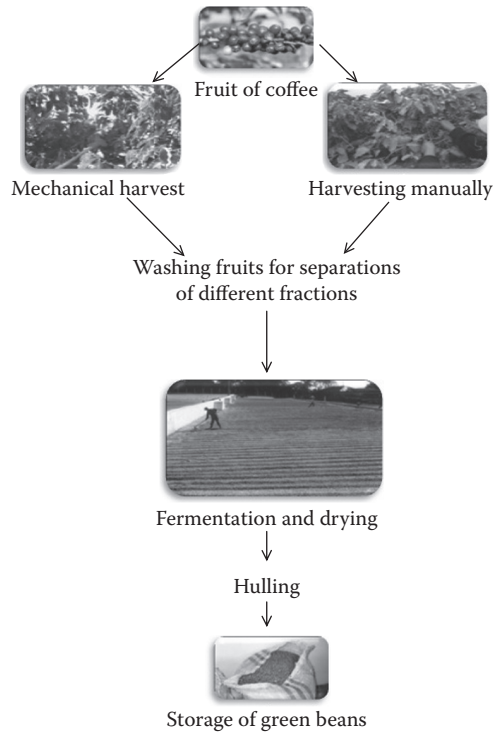 Fruit of coffee
Mechanical harvest
Harvesting manually
Washing fruits for separations
of different fractions
Fermentation and drying
Hulling
Storage of green beans